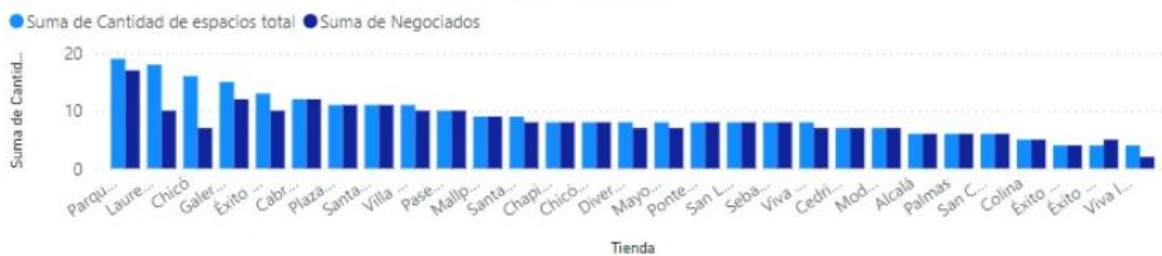 Suma de Cantidad de espacios total Suma de Negociados
Suma de Cantid...
20
10
0
Parqu...
Laure...
Chicó
Galer...
Éxito ...
Cabr...
Plaza...
Santa...
Villa ...
Pase...
Mallp...
Santa...
Chapi...
Chicó...
Diver...
Mayo...
Ponte...
San L...
Seba...
Viva ...
Cedri...
Mod...
Alcalá
Palmas
San C...
Colina
Éxito ...
Éxito ...
Viva l...
Tienda